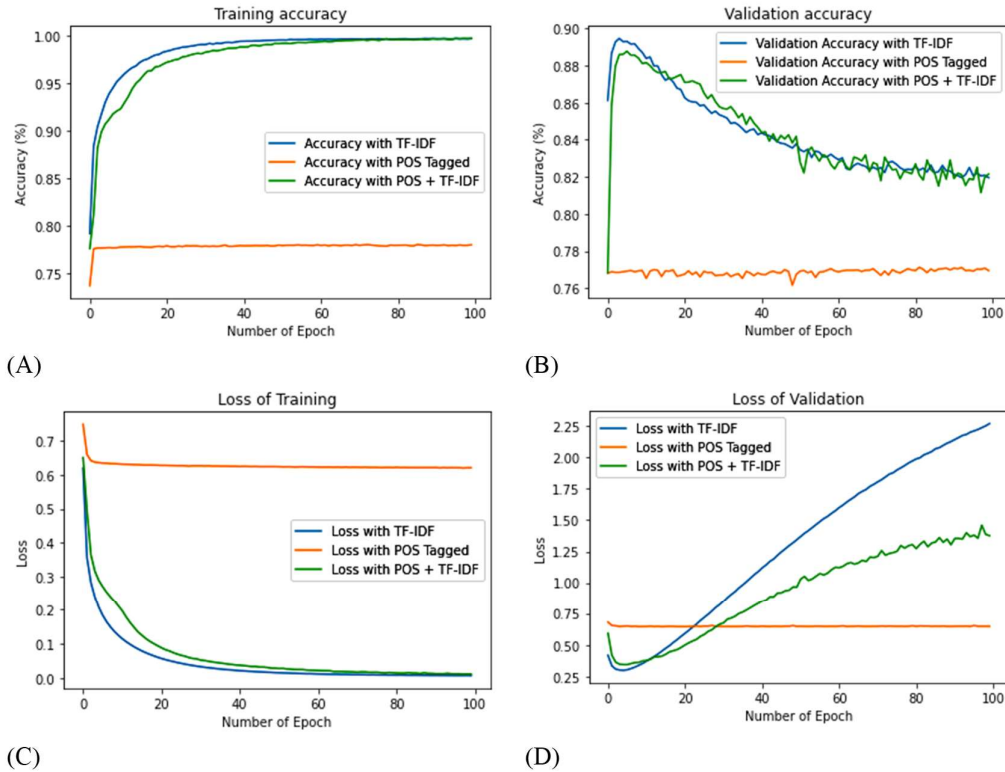 Training accuracy
1.00
0.95
0.90
0.85
0.80
0.75
Accuracy (%)
Accuracy with TF-IDF
Accuracy with POS Tagged
Accuracy with POS + TF-IDF
0 20 40 60 80 100
Number of Epoch
(A)
Validation accuracy
0.90
0.88
0.86
0.84
0.82
0.80
0.78
0.76
Accuracy (%)
Validation Accuracy with TF-IDF
Validation Accuracy with POS Tagged
Validation Accuracy with POS + TF-IDF
0 20 40 60 80 100
Number of Epoch
(B)
Loss of Training
0.7
0.6
0.5
0.4
0.3
0.2
0.1
0.0
Loss
Loss with TF-IDF
Loss with POS Tagged
Loss with POS + TF-IDF
0 20 40 60 80 100
Number of Epoch
(C)
Loss of Validation
2.25
2.00
1.75
1.50
1.25
1.00
0.75
0.50
0.25
Loss
Loss with TF-IDF
Loss with POS Tagged
Loss with POS + TF-IDF
0 20 40 60 80 100
Number of Epoch
(D)